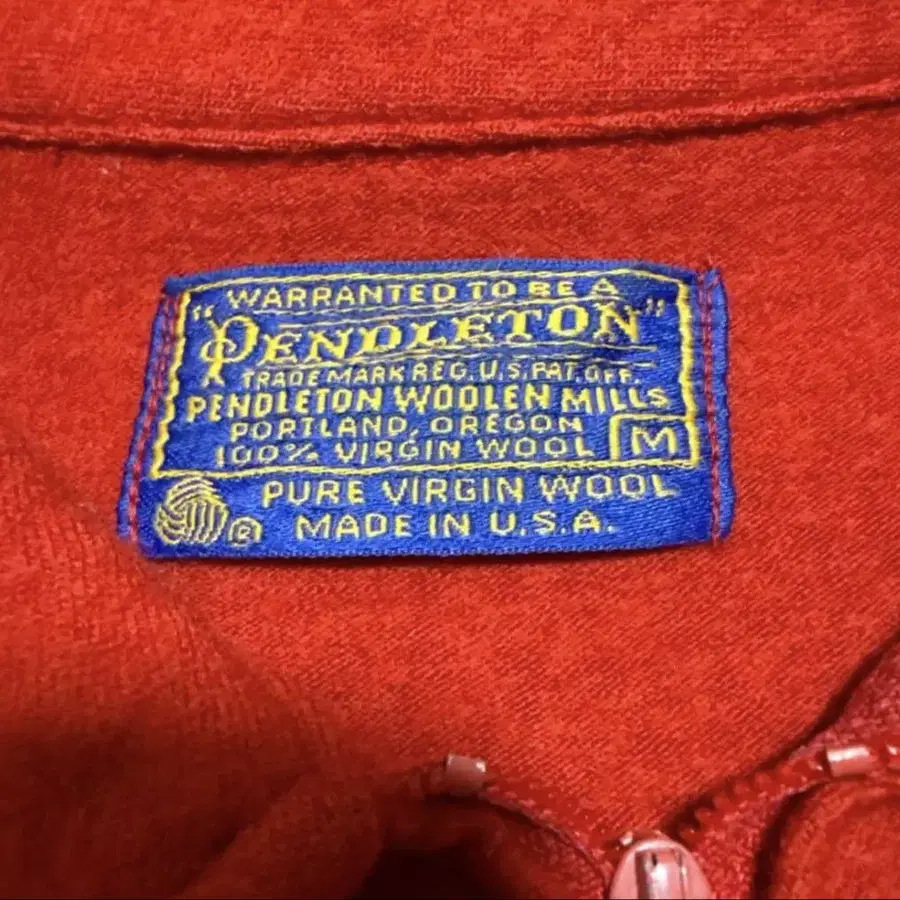 WARRANTED TO BE A
"PENDLETON"
TRADE MARK REG. U.S. PAT. OFF.
PENDLETON WOOLEN MILLS
PORTLAND, OREGON
100% VIRGIN WOOL M
PURE VIRGIN WOOL
® MADE IN U.S.A.